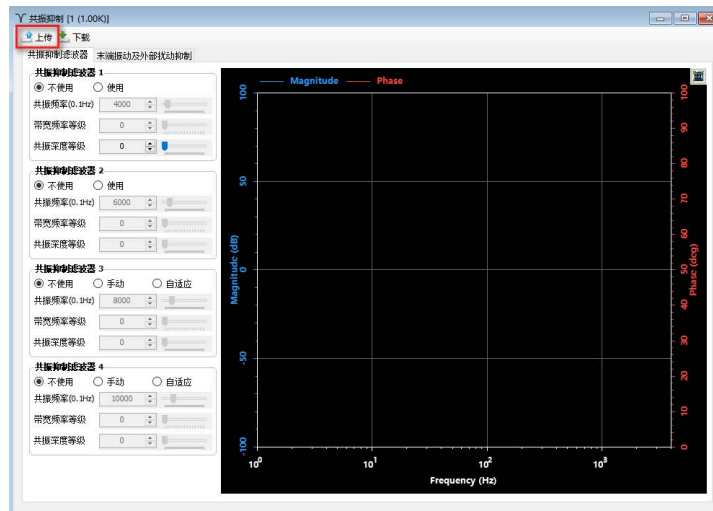 共振抑制 [1 (1.00K)]
上传 下载
共振抑制滤波器 末端振动及外部扰动抑制
共振抑制滤波器 1
不使用 使用
共振频率(0.1Hz) 4000
带宽频率等级 0
共振深度等级 0
共振抑制滤波器 2
不使用 使用
共振频率(0.1Hz) 6000
带宽频率等级 0
共振深度等级 0
共振抑制滤波器 3
不使用 手动 自适应
共振频率(0.1Hz) 8000
带宽频率等级 0
共振深度等级 0
共振抑制滤波器 4
不使用 手动 自适应
共振频率(0.1Hz) 10000
带宽频率等级 0
共振深度等级 0
Magnitude Phase
Magnitude (dB)
100
50
0
-50
-100
Phase (deg)
100
90
80
70
60
50
40
30
20
10
0
10⁰ 10¹ 10² 10³
Frequency (Hz)